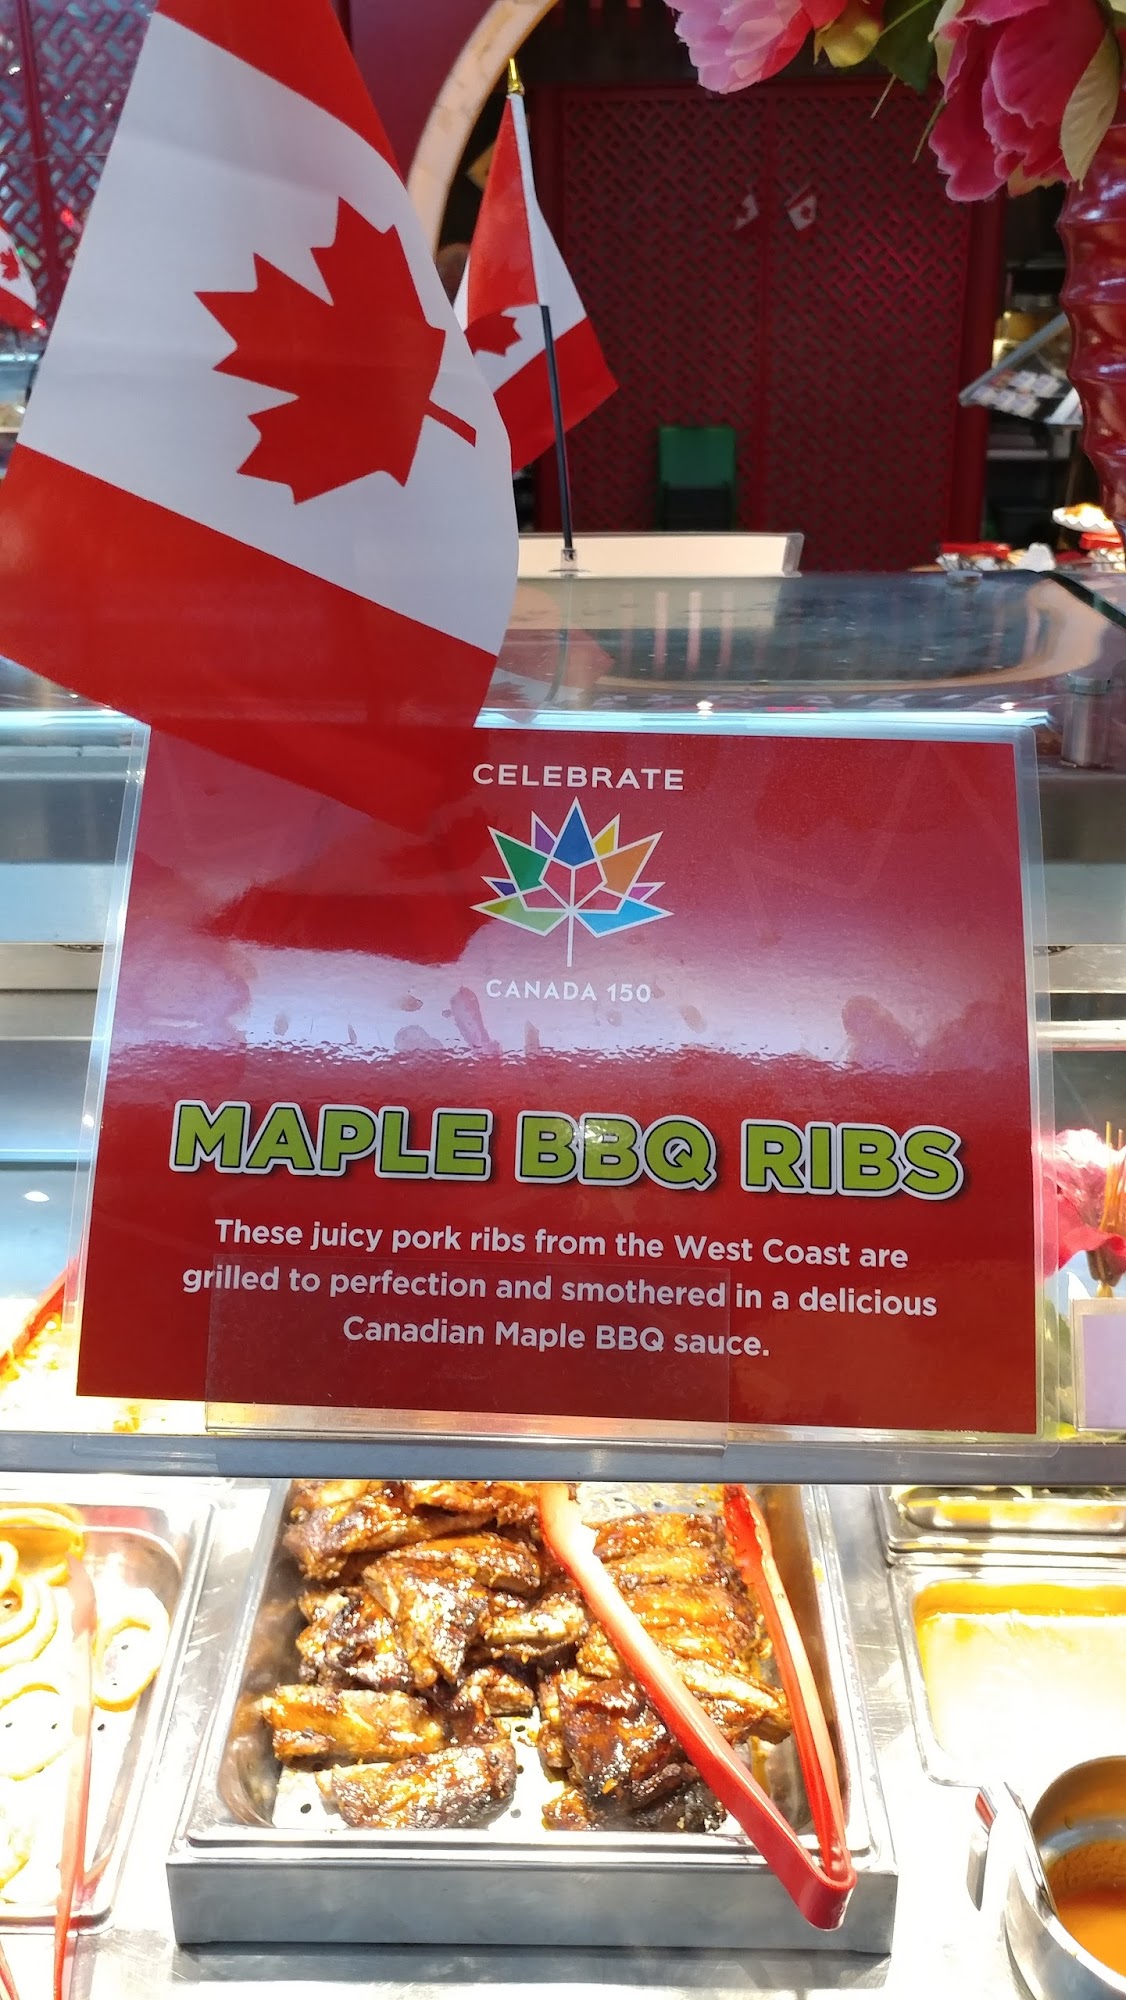 CELEBRATE
CANADA 150
MAPLE BBQ RIBS
These juicy pork ribs from the West Coast are
grilled to perfection and smothered in a delicious
Canadian Maple BBQ sauce.